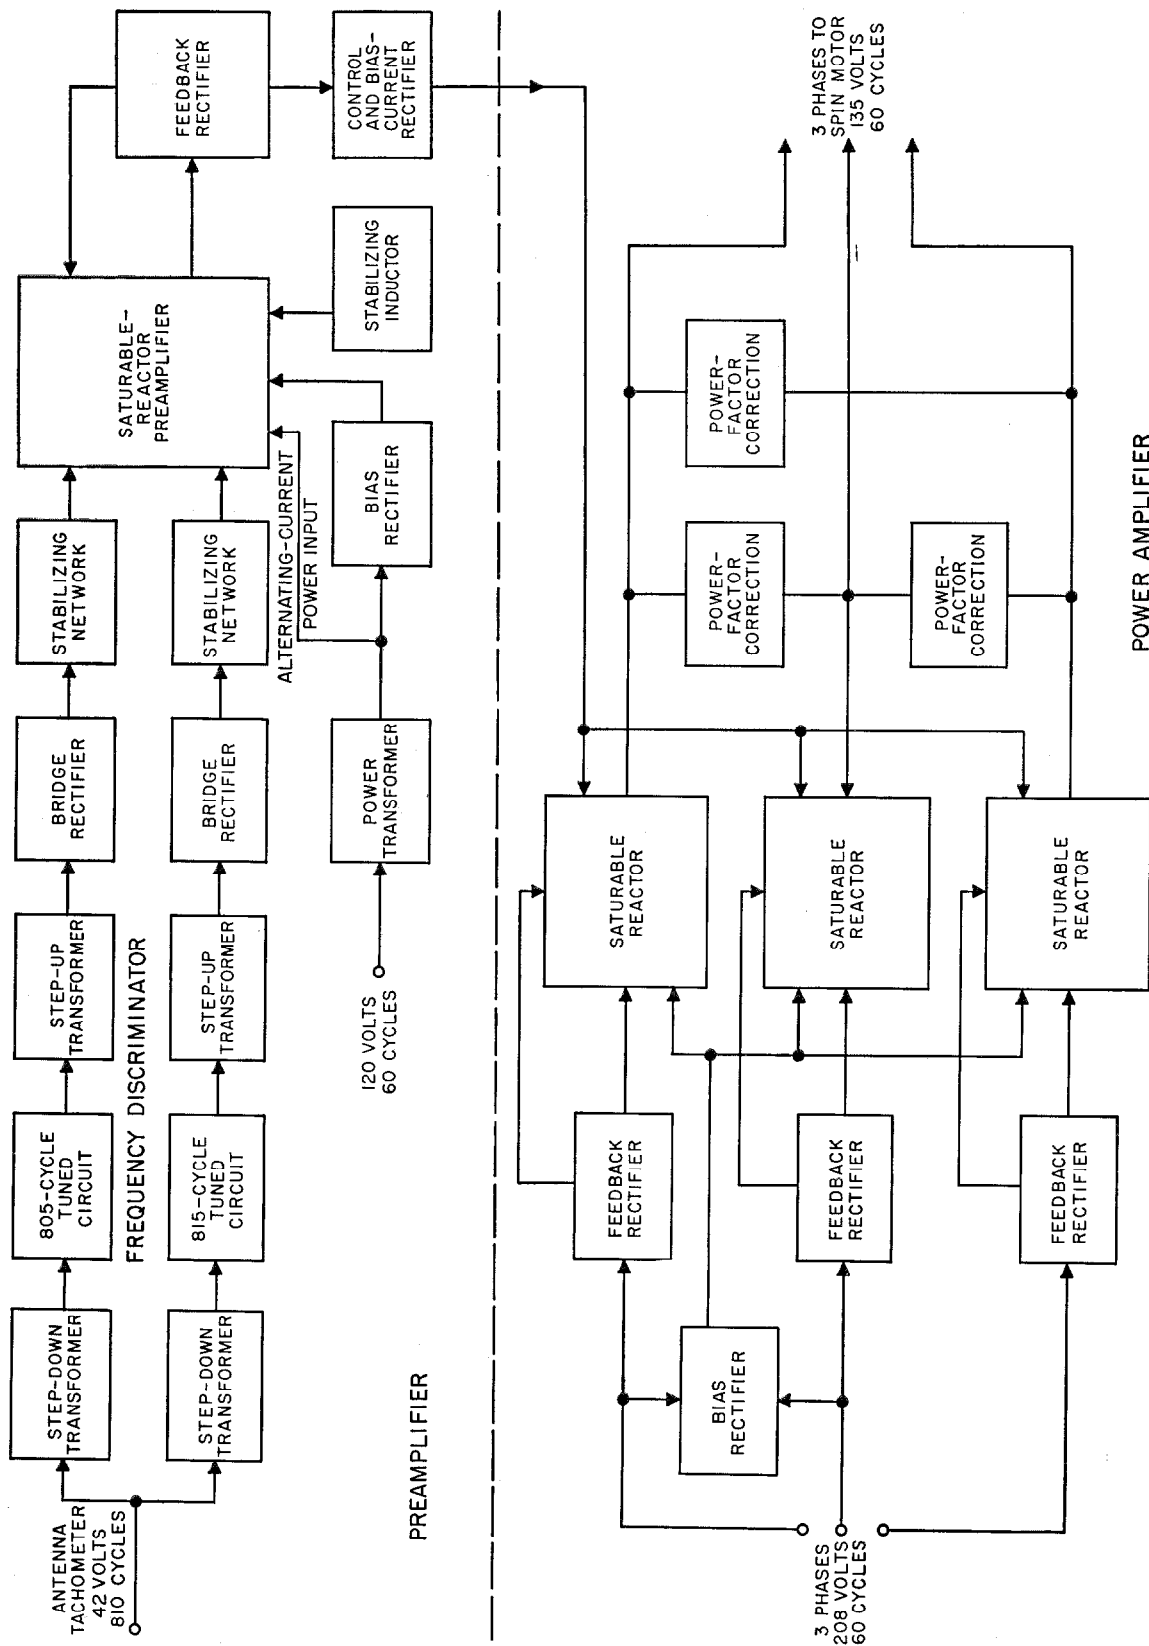 ANTENNA
TACHOMETER
42 VOLTS
810 CYCLES
STEP-DOWN
TRANSFORMER
805-CYCLE
TUNED
CIRCUIT
STEP-UP
TRANSFORMER
BRIDGE
RECTIFIER
STABILIZING
NETWORK
SATURABLE-
REACTOR
PREAMPLIFIER
FEEDBACK
RECTIFIER
FREQUENCY DISCRIMINATOR
STEP-DOWN
TRANSFORMER
815-CYCLE
TUNED
CIRCUIT
STEP-UP
TRANSFORMER
BRIDGE
RECTIFIER
STABILIZING
NETWORK
ALTERNATING-CURRENT
POWER INPUT
120 VOLTS
60 CYCLES
POWER
TRANSFORMER
BIAS
RECTIFIER
STABILIZING
INDUCTOR
CONTROL
AND BIAS-
CURRENT
RECTIFIER
PREAMPLIFIER
3 PHASES
208 VOLTS
60 CYCLES
BIAS
RECTIFIER
FEEDBACK
RECTIFIER
SATURABLE
REACTOR
FEEDBACK
RECTIFIER
SATURABLE
REACTOR
FEEDBACK
RECTIFIER
SATURABLE
REACTOR
POWER-
FACTOR
CORRECTION
POWER-
FACTOR
CORRECTION
POWER-
FACTOR
CORRECTION
3 PHASES TO
SPIN MOTOR
135 VOLTS
60 CYCLES
POWER AMPLIFIER